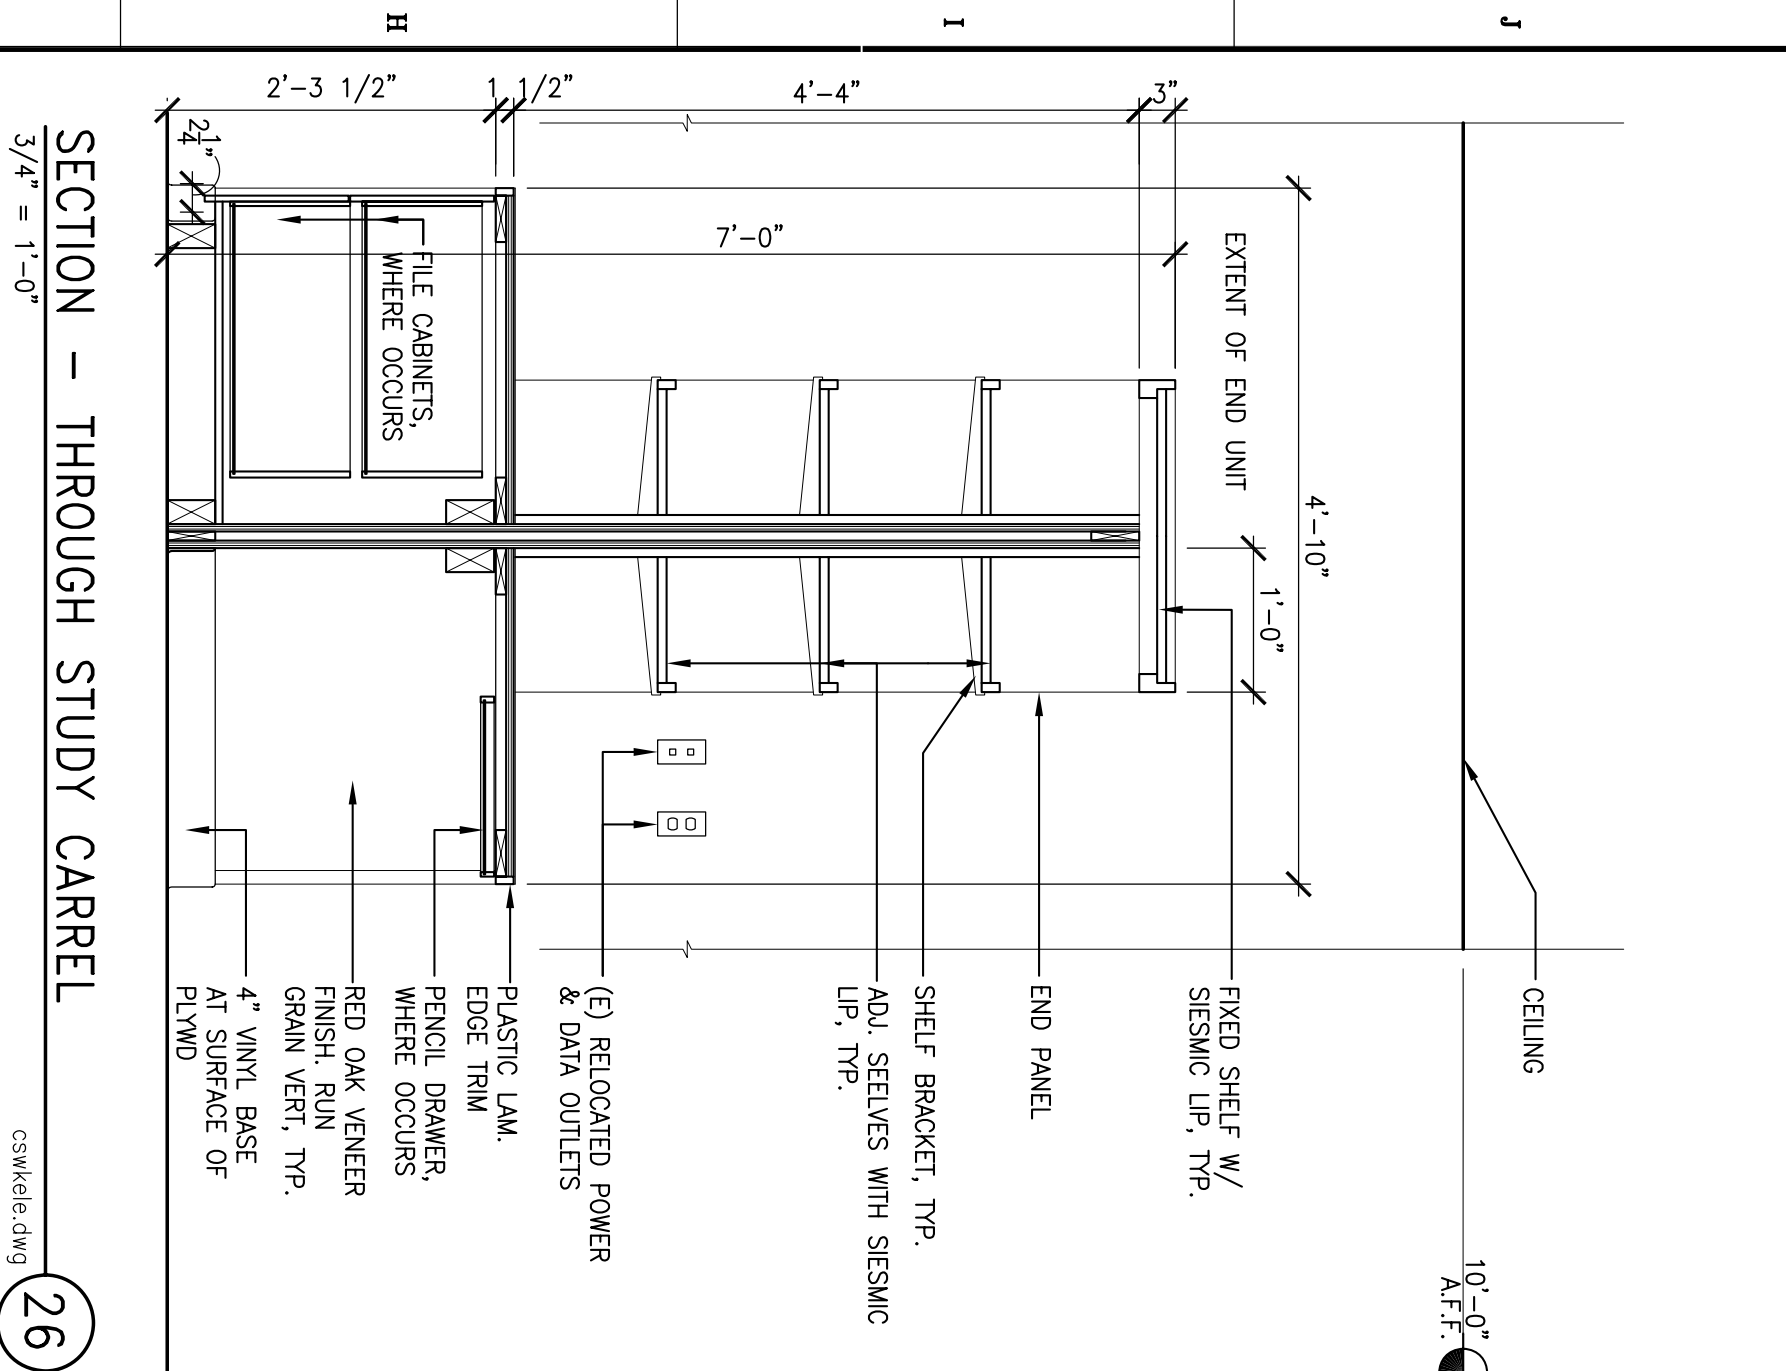 H
I
J
2'-3 1/2"
1 1/2"
4'-4"
3"
2 1/4"
7'-0"
4'-10"
1'-0"
EXTENT OF END UNIT
FILE CABINETS,
WHERE OCCURS
CEILING
FIXED SHELF W/
SIESMIC LIP, TYP.
END PANEL
SHELF BRACKET, TYP.
ADJ. SEELVES WITH SIESMIC
LIP, TYP.
(E) RELOCATED POWER
& DATA OUTLETS
PLASTIC LAM.
EDGE TRIM
PENCIL DRAWER,
WHERE OCCURS
RED OAK VENEER
FINISH. RUN
GRAIN VERT, TYP.
4" VINYL BASE
AT SURFACE OF
PLYWD
10'-0"
A.F.F.
SECTION - THROUGH STUDY CARREL
3/4" = 1'-0"
cswkele.dwg
26